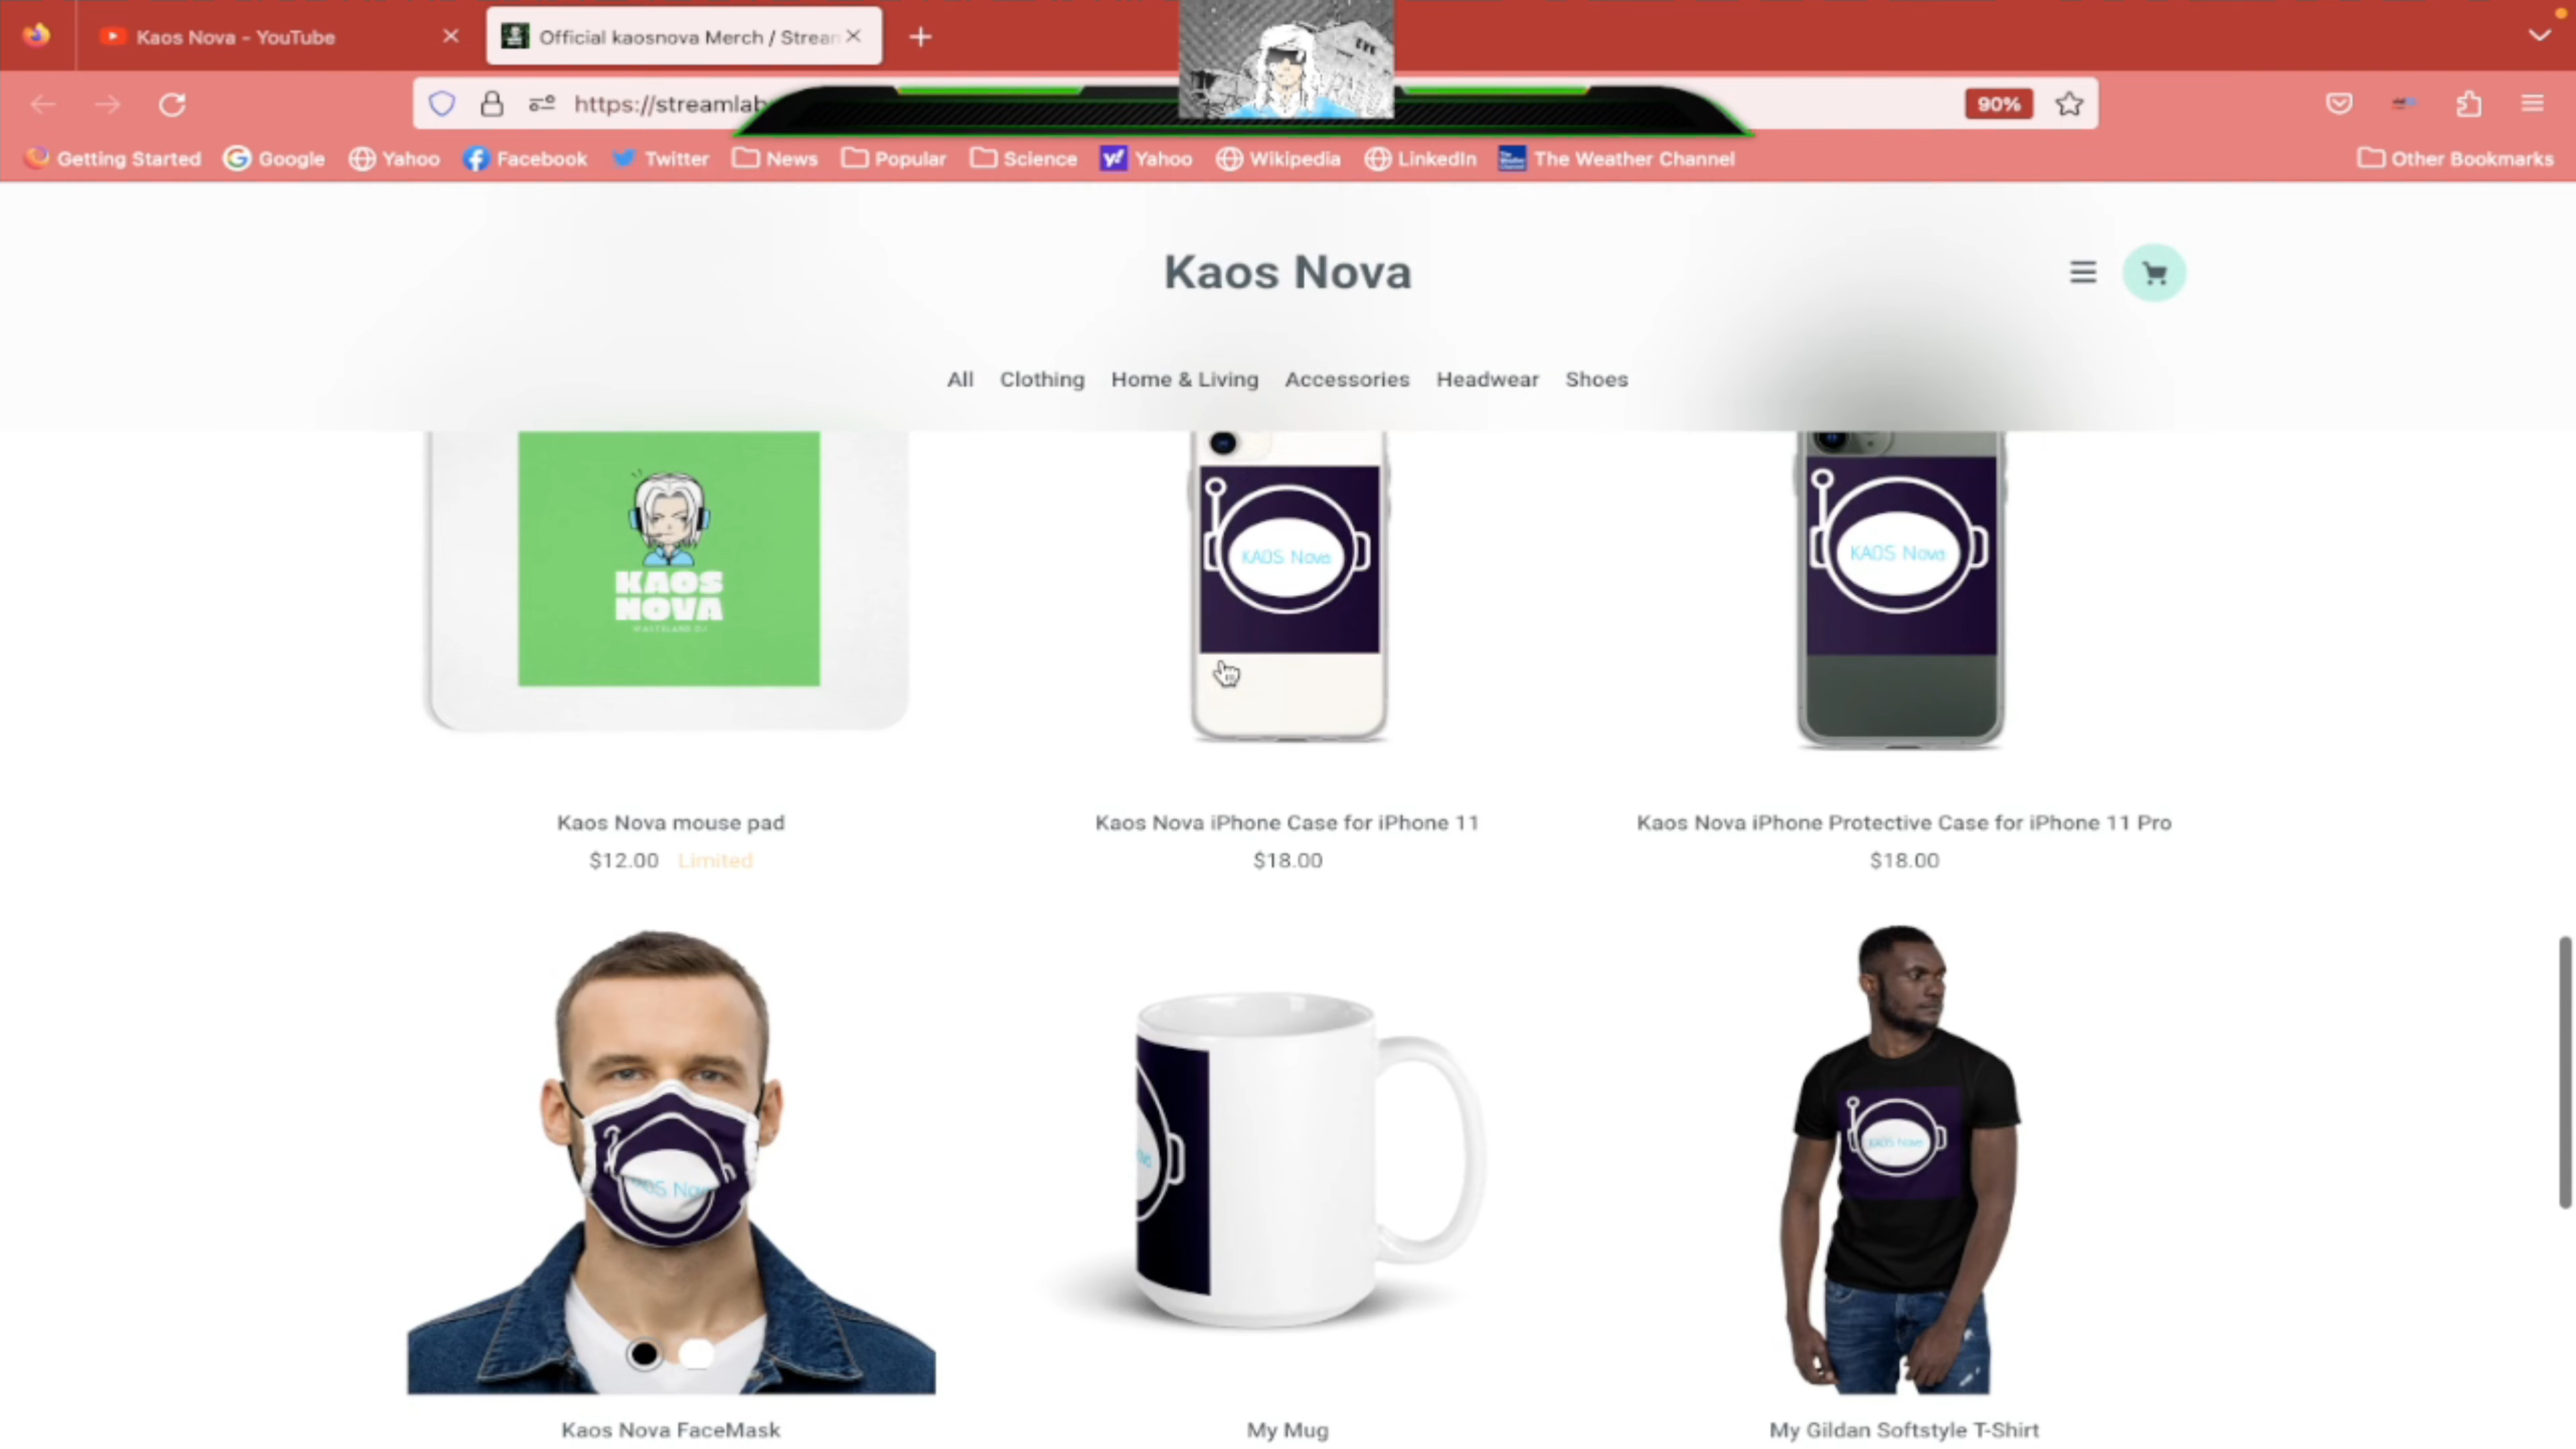 Kaos Nova - YouTube
Official kaosnova Merch / Strean
https://streamlab
90%
Getting Started
Google
Yahoo
Facebook
Twitter
News
Popular
Science
Yahoo
Wikipedia
LinkedIn
The Weather Channel
Other Bookmarks
Kaos Nova
All
Clothing
Home & Living
Accessories
Headwear
Shoes
KAOS
NOVA
WASTELAND DJ
KAOS Nova
KAOS Nova
Kaos Nova mouse pad
$12.00 Limited
Kaos Nova iPhone Case for iPhone 11
$18.00
Kaos Nova iPhone Protective Case for iPhone 11 Pro
$18.00
KAOS Nova
Kaos Nova FaceMask
My Mug
My Gildan Softstyle T-Shirt